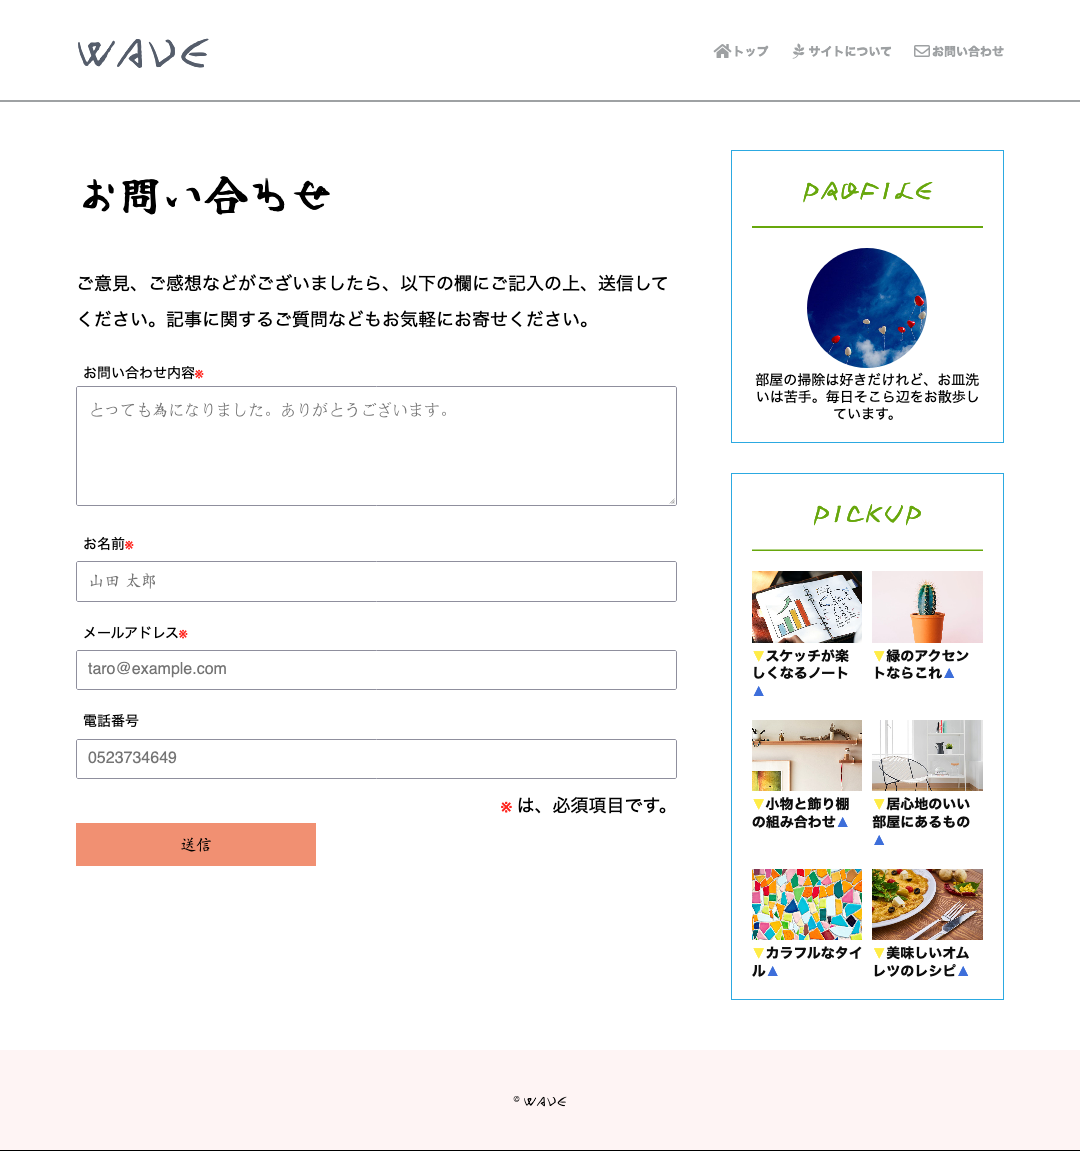 WAVE
トップ サイトについて お問い合わせ
お問い合わせ
ご意見、ご感想などがございましたら、以下の欄にご記入の上、送信して
ください。記事に関するご質問などもお気軽にお寄せください。
お問い合わせ内容※
とっても為になりました。ありがとうございます。
お名前※
山田 太郎
メールアドレス※
taro@example.com
電話番号
0523734649
※ は、必須項目です。
送信
PROFILE
部屋の掃除は好きだけれど、お皿洗
いは苦手。毎日そこら辺をお散歩し
ています。
PICKUP
▼スケッチが楽
しくなるノート
▲
▼緑のアクセン
トならこれ▲
▼小物と飾り棚
の組み合わせ▲
▼居心地のいい
部屋にあるもの
▲
▼カラフルなタイ
ル▲
▼美味しいオム
レツのレシピ▲
© WAVE